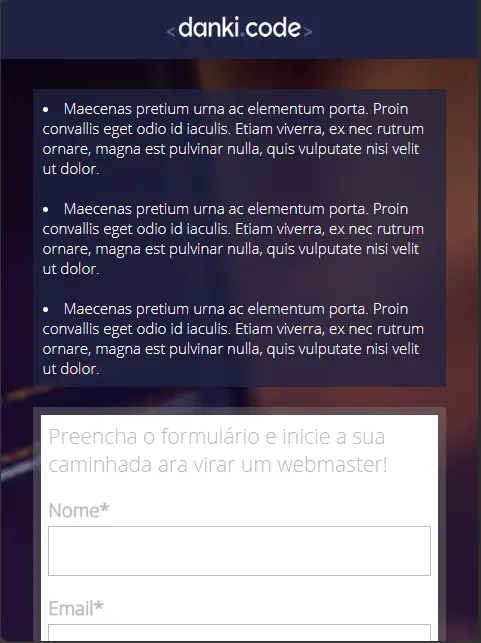 <danki.code>
• Maecenas pretium urna ac elementum porta. Proin
convallis eget odio id iaculis. Etiam viverra, ex nec rutrum
ornare, magna est pulvinar nulla, quis vulputate nisi velit
ut dolor.
• Maecenas pretium urna ac elementum porta. Proin
convallis eget odio id iaculis. Etiam viverra, ex nec rutrum
ornare, magna est pulvinar nulla, quis vulputate nisi velit
ut dolor.
• Maecenas pretium urna ac elementum porta. Proin
convallis eget odio id iaculis. Etiam viverra, ex nec rutrum
ornare, magna est pulvinar nulla, quis vulputate nisi velit
ut dolor.
Preencha o formulário e inicie a sua
caminhada ara virar um webmaster!
Nome*
Email*